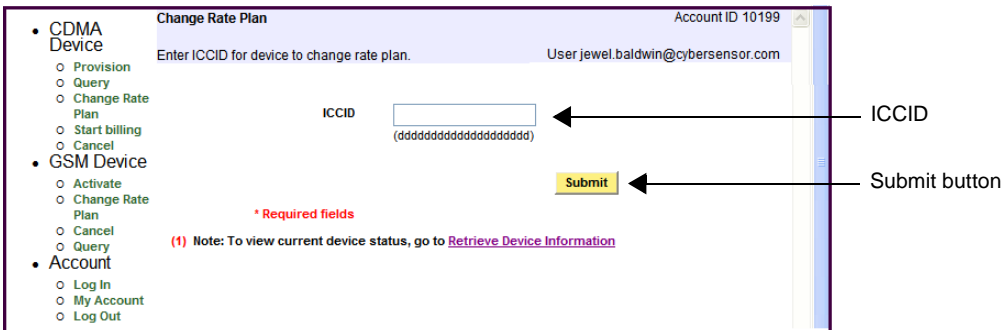 • CDMA
Device
o Provision
o Query
o Change Rate
Plan
o Start billing
o Cancel
• GSM Device
o Activate
o Change Rate
Plan
o Cancel
o Query
• Account
o Log In
o My Account
o Log Out
Change Rate Plan
Account ID 10199
Enter ICCID for device to change rate plan.
User jewel.baldwin@cybersensor.com
ICCID
(dddddddddddddddddddd)
Submit
* Required fields
(1) Note: To view current device status, go to Retrieve Device Information
ICCID
Submit button